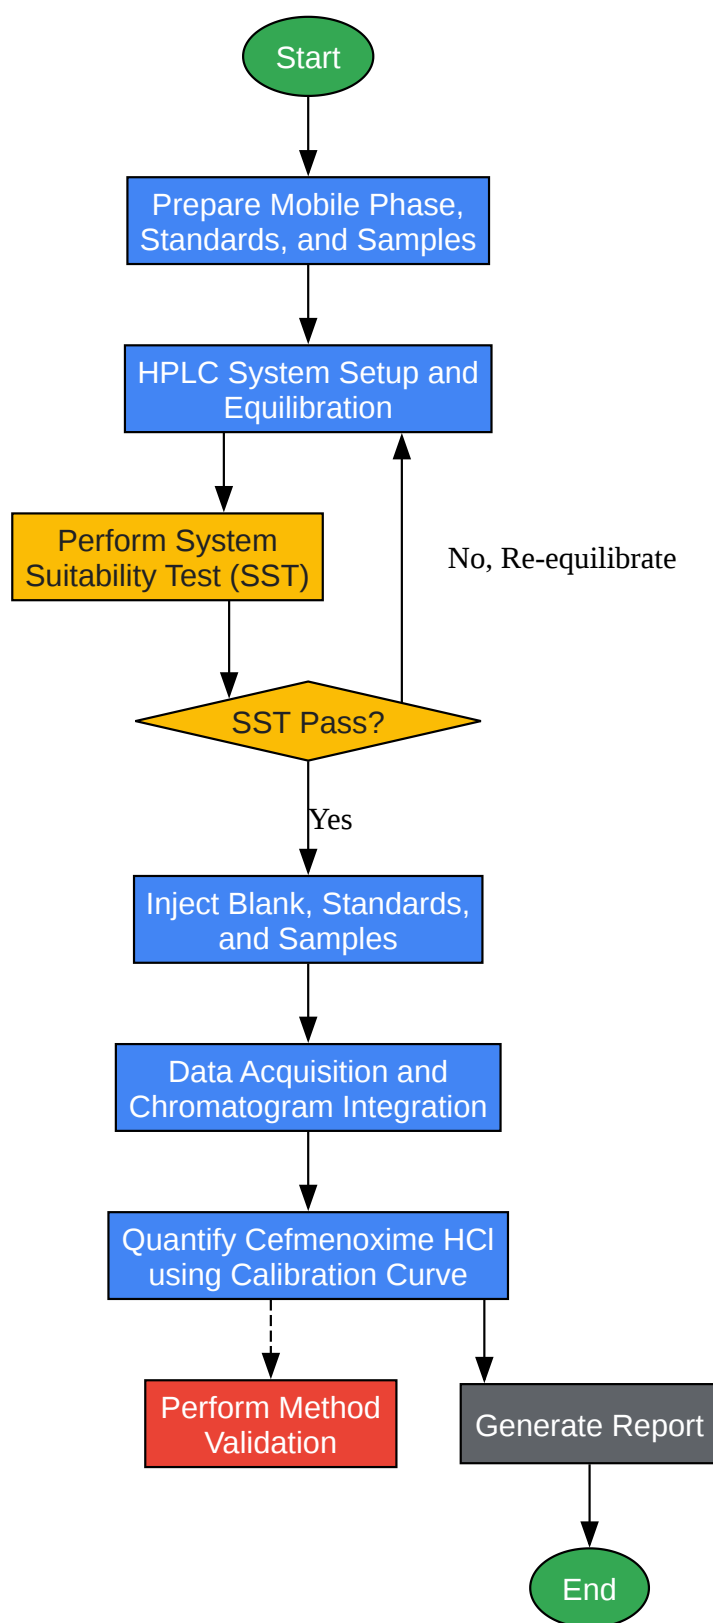 Start
Prepare Mobile Phase,
Standards, and Samples
HPLC System Setup and
Equilibration
Perform System
Suitability Test (SST)
No, Re-equilibrate
SST Pass?
Yes
Inject Blank, Standards,
and Samples
Data Acquisition and
Chromatogram Integration
Quantify Cefmenoxime HCl
using Calibration Curve
Perform Method
Validation
Generate Report
End